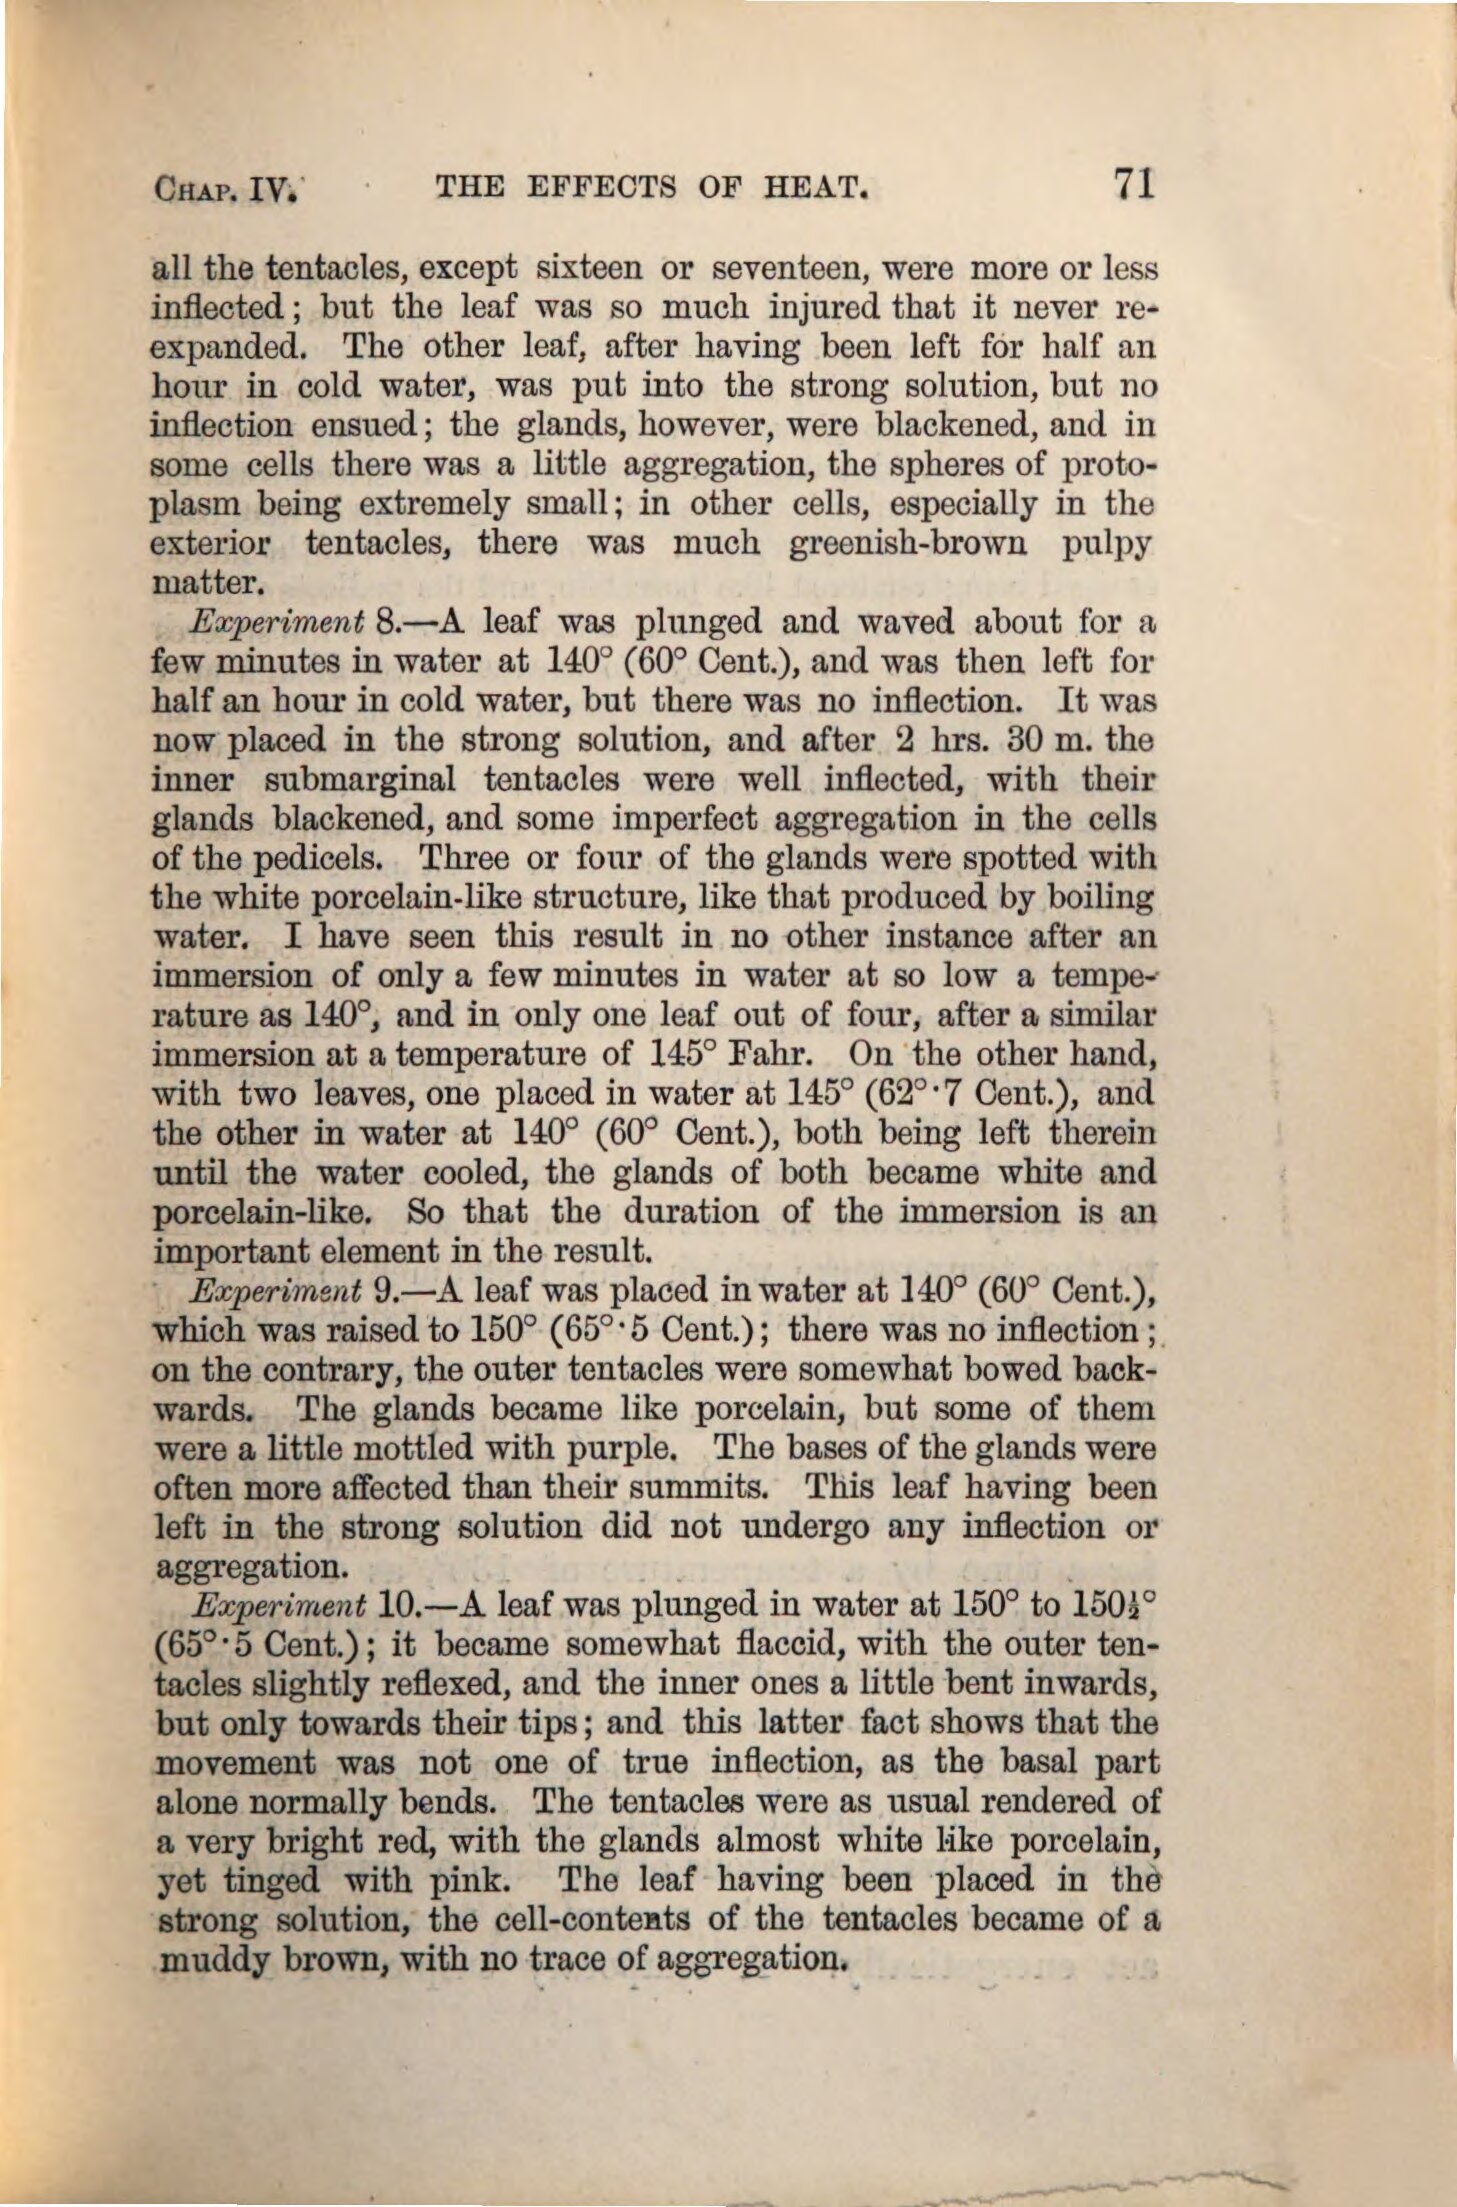 CHAP. IV. THE EFFECTS OF HEAT. 71
all the tentacles, except sixteen or seventeen, were more or less
inflected; but the leaf was so much injured that it never re-
expanded. The other leaf, after having been left for half an
hour in cold water, was put into the strong solution, but no
inflection ensued; the glands, however, were blackened, and in
some cells there was a little aggregation, the spheres of proto-
plasm being extremely small; in other cells, especially in the
exterior tentacles, there was much greenish-brown pulpy
matter.
Experiment 8.—A leaf was plunged and waved about for a
few minutes in water at 140° (60° Cent.), and was then left for
half an hour in cold water, but there was no inflection. It was
now placed in the strong solution, and after 2 hrs. 30 m. the
inner submarginal tentacles were well inflected, with their
glands blackened, and some imperfect aggregation in the cells
of the pedicels. Three or four of the glands were spotted with
the white porcelain-like structure, like that produced by boiling
water. I have seen this result in no other instance after an
immersion of only a few minutes in water at so low a tempe-
rature as 140°, and in only one leaf out of four, after a similar
immersion at a temperature of 145° Fahr. On the other hand,
with two leaves, one placed in water at 145° (62°·7 Cent.), and
the other in water at 140° (60° Cent.), both being left therein
until the water cooled, the glands of both became white and
porcelain-like. So that the duration of the immersion is an
important element in the result.
Experiment 9.—A leaf was placed in water at 140° (60° Cent.),
which was raised to 150° (65°·5 Cent.); there was no inflection;
on the contrary, the outer tentacles were somewhat bowed back-
wards. The glands became like porcelain, but some of them
were a little mottled with purple. The bases of the glands were
often more affected than their summits. This leaf having been
left in the strong solution did not undergo any inflection or
aggregation.
Experiment 10.—A leaf was plunged in water at 150° to 150½°
(65°·5 Cent.); it became somewhat flaccid, with the outer ten-
tacles slightly reflexed, and the inner ones a little bent inwards,
but only towards their tips; and this latter fact shows that the
movement was not one of true inflection, as the basal part
alone normally bends. The tentacles were as usual rendered of
a very bright red, with the glands almost white like porcelain,
yet tinged with pink. The leaf having been placed in the
strong solution, the cell-contents of the tentacles became of a
muddy brown, with no trace of aggregation.